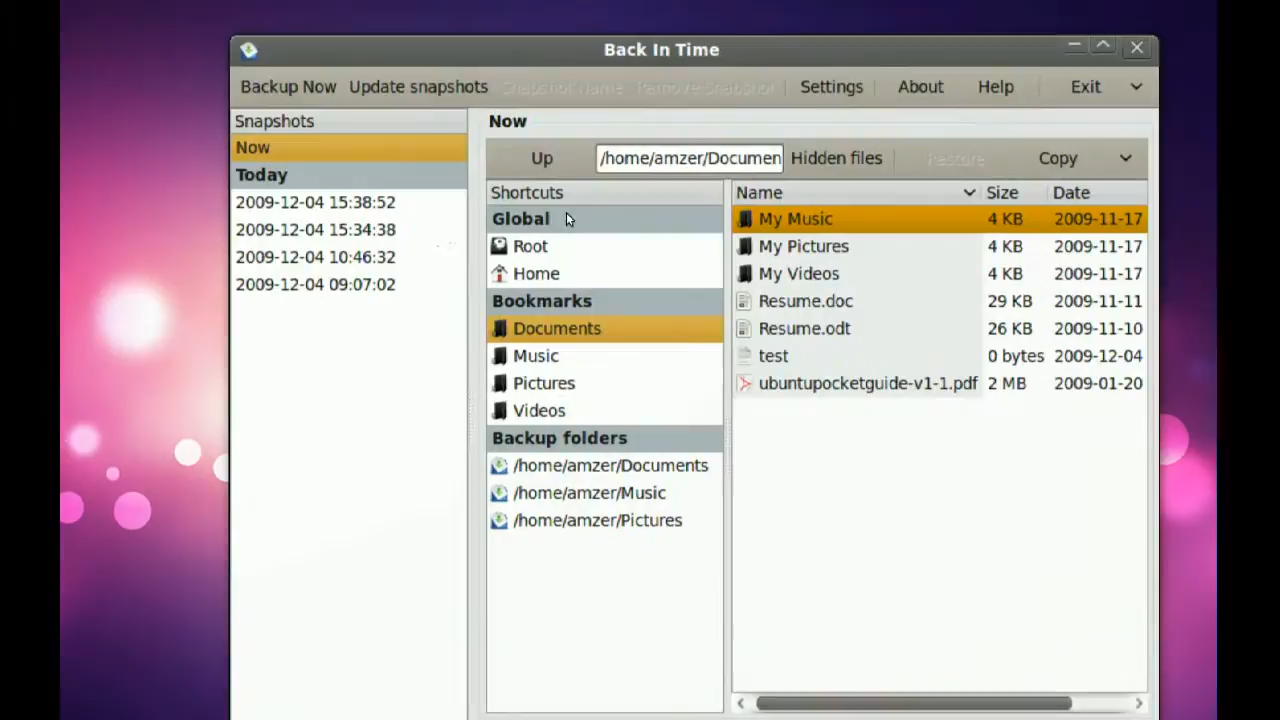 Back In Time
Backup Now Update snapshots Snapshot Name Remove Snapshot Settings About Help Exit
Snapshots
Now
Today
2009-12-04 15:38:52
2009-12-04 15:34:38
2009-12-04 10:46:32
2009-12-04 09:07:02
Now
Up /home/amzer/Documen Hidden files Restore Copy
Shortcuts
Global
Root
Home
Bookmarks
Documents
Music
Pictures
Videos
Backup folders
/home/amzer/Documents
/home/amzer/Music
/home/amzer/Pictures
Name Size Date
My Music 4 KB 2009-11-17
My Pictures 4 KB 2009-11-17
My Videos 4 KB 2009-11-17
Resume.doc 29 KB 2009-11-11
Resume.odt 26 KB 2009-11-10
test 0 bytes 2009-12-04
ubuntupocketguide-v1-1.pdf 2 MB 2009-01-20